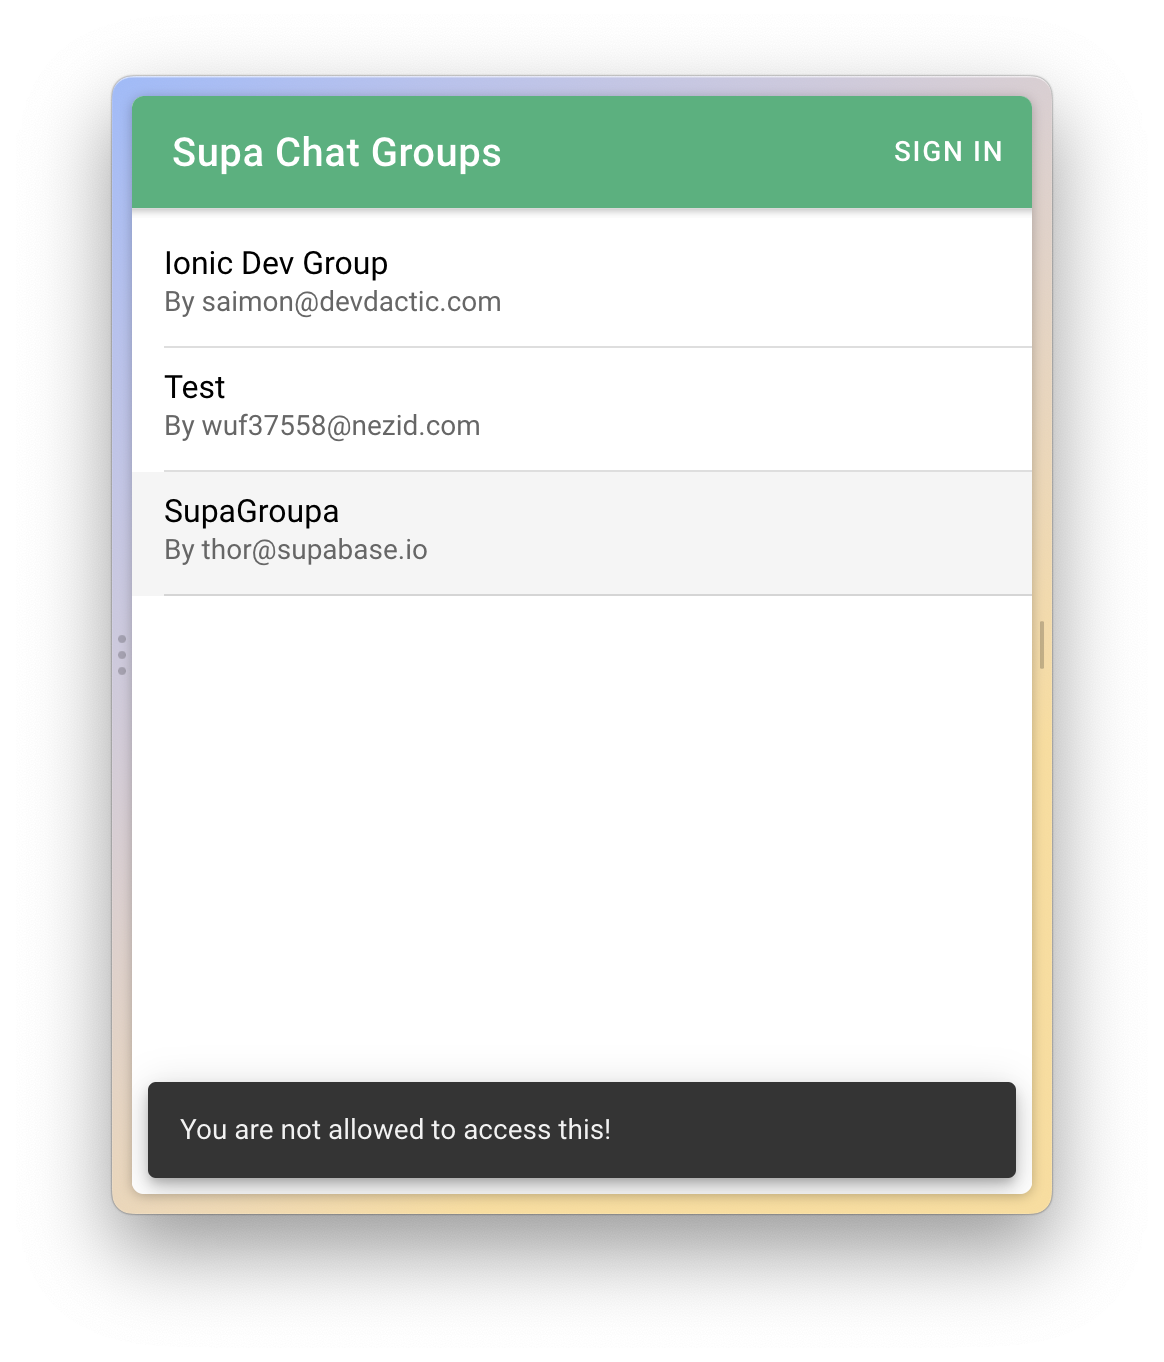 Supa Chat Groups
SIGN IN
Ionic Dev Group
By saimon@devdactic.com
Test
By wuf37558@nezid.com
SupaGroupa
By thor@supabase.io
You are not allowed to access this!